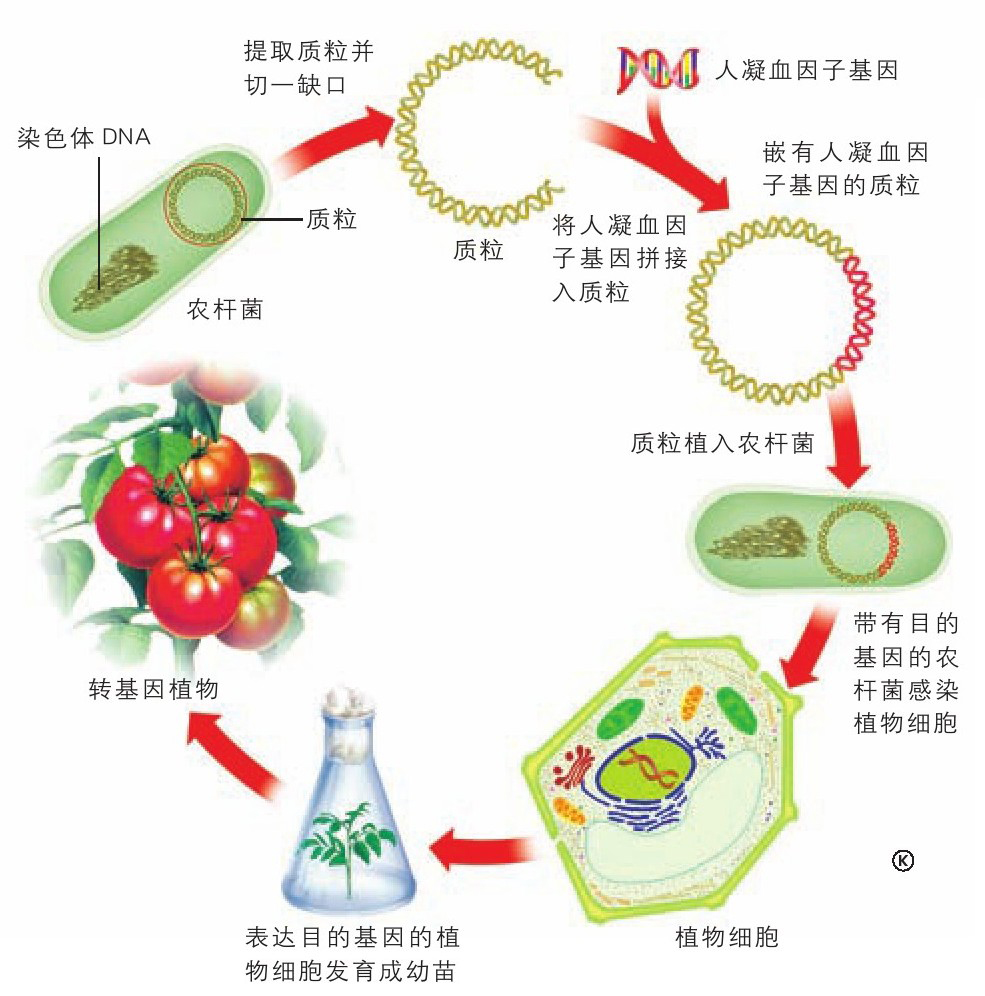 提取质粒并
切一缺口
人凝血因子基因
染色体 DNA
质粒
农杆菌
质粒
将人凝血因
子基因拼接
入质粒
嵌有人凝血因
子基因的质粒
质粒植入农杆菌
带有目的
基因的农
杆菌感染
植物细胞
植物细胞
表达目的基因的植
物细胞发育成幼苗
转基因植物
Ⓚ